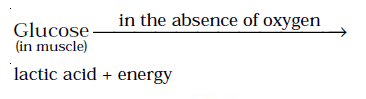 in the absence of oxygen
Glucose
(in muscle)
lactic acid + energy